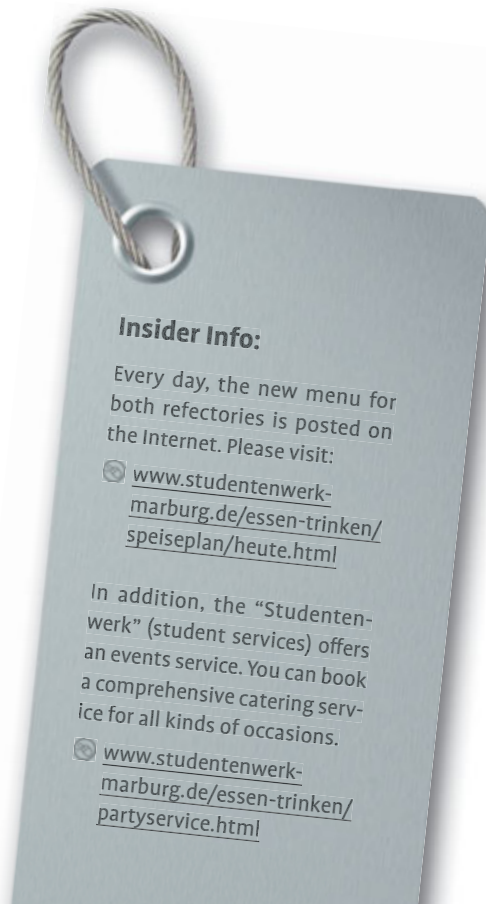 Insider Info:
Every day, the new menu for
both refectories is posted on
the Internet. Please visit:
www.studentenwerk-
marburg.de/essen-trinken/
speiseplan/heute.html
In addition, the “Studenten-
werk” (student services) offers
an events service. You can book
a comprehensive catering serv-
ice for all kinds of occasions.
www.studentenwerk-
marburg.de/essen-trinken/
partyservice.html